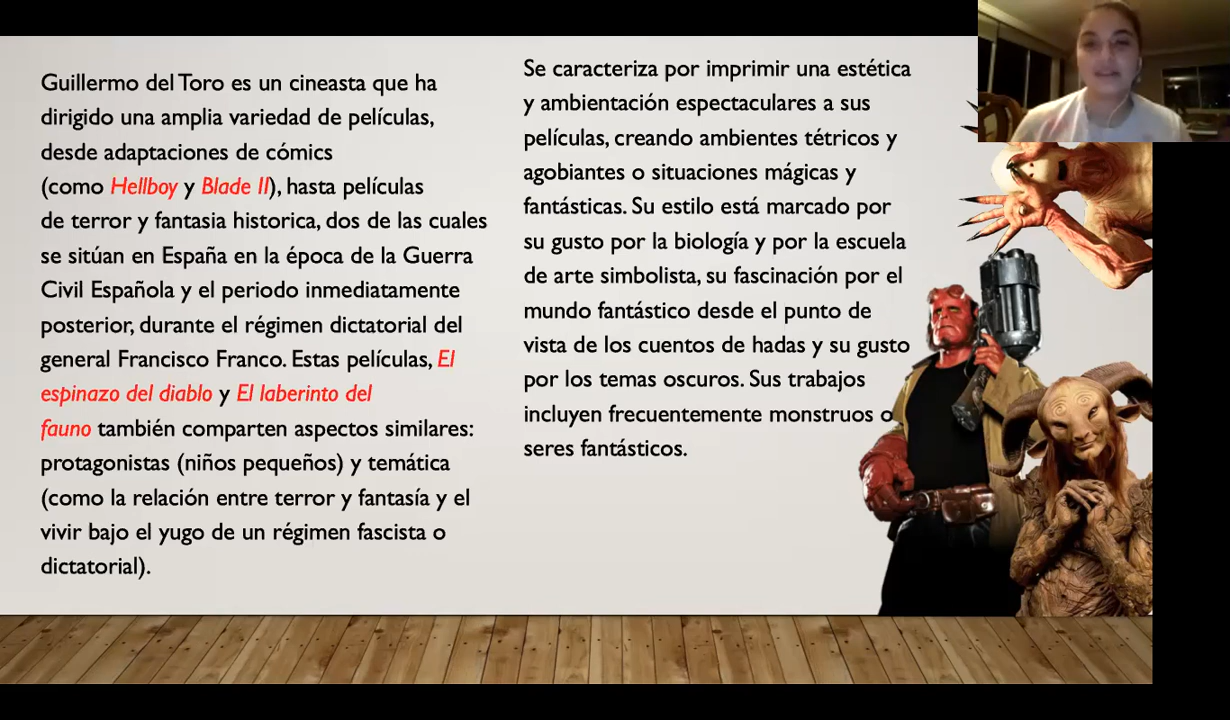 Guillermo del Toro es un cineasta que ha
dirigido una amplia variedad de películas,
desde adaptaciones de cómics
(como Hellboy y Blade II), hasta películas
de terror y fantasia historica, dos de las cuales
se sitúan en España en la época de la Guerra
Civil Española y el periodo inmediatamente
posterior, durante el régimen dictatorial del
general Francisco Franco. Estas películas, El
espinazo del diablo y El laberinto del
fauno también comparten aspectos similares:
protagonistas (niños pequeños) y temática
(como la relación entre terror y fantasía y el
vivir bajo el yugo de un régimen fascista o
dictatorial).
Se caracteriza por imprimir una estética
y ambientación espectaculares a sus
películas, creando ambientes tétricos y
agobiantes o situaciones mágicas y
fantásticas. Su estilo está marcado por
su gusto por la biología y por la escuela
de arte simbolista, su fascinación por el
mundo fantástico desde el punto de
vista de los cuentos de hadas y su gusto
por los temas oscuros. Sus trabajos
incluyen frecuentemente monstruos o
seres fantásticos.